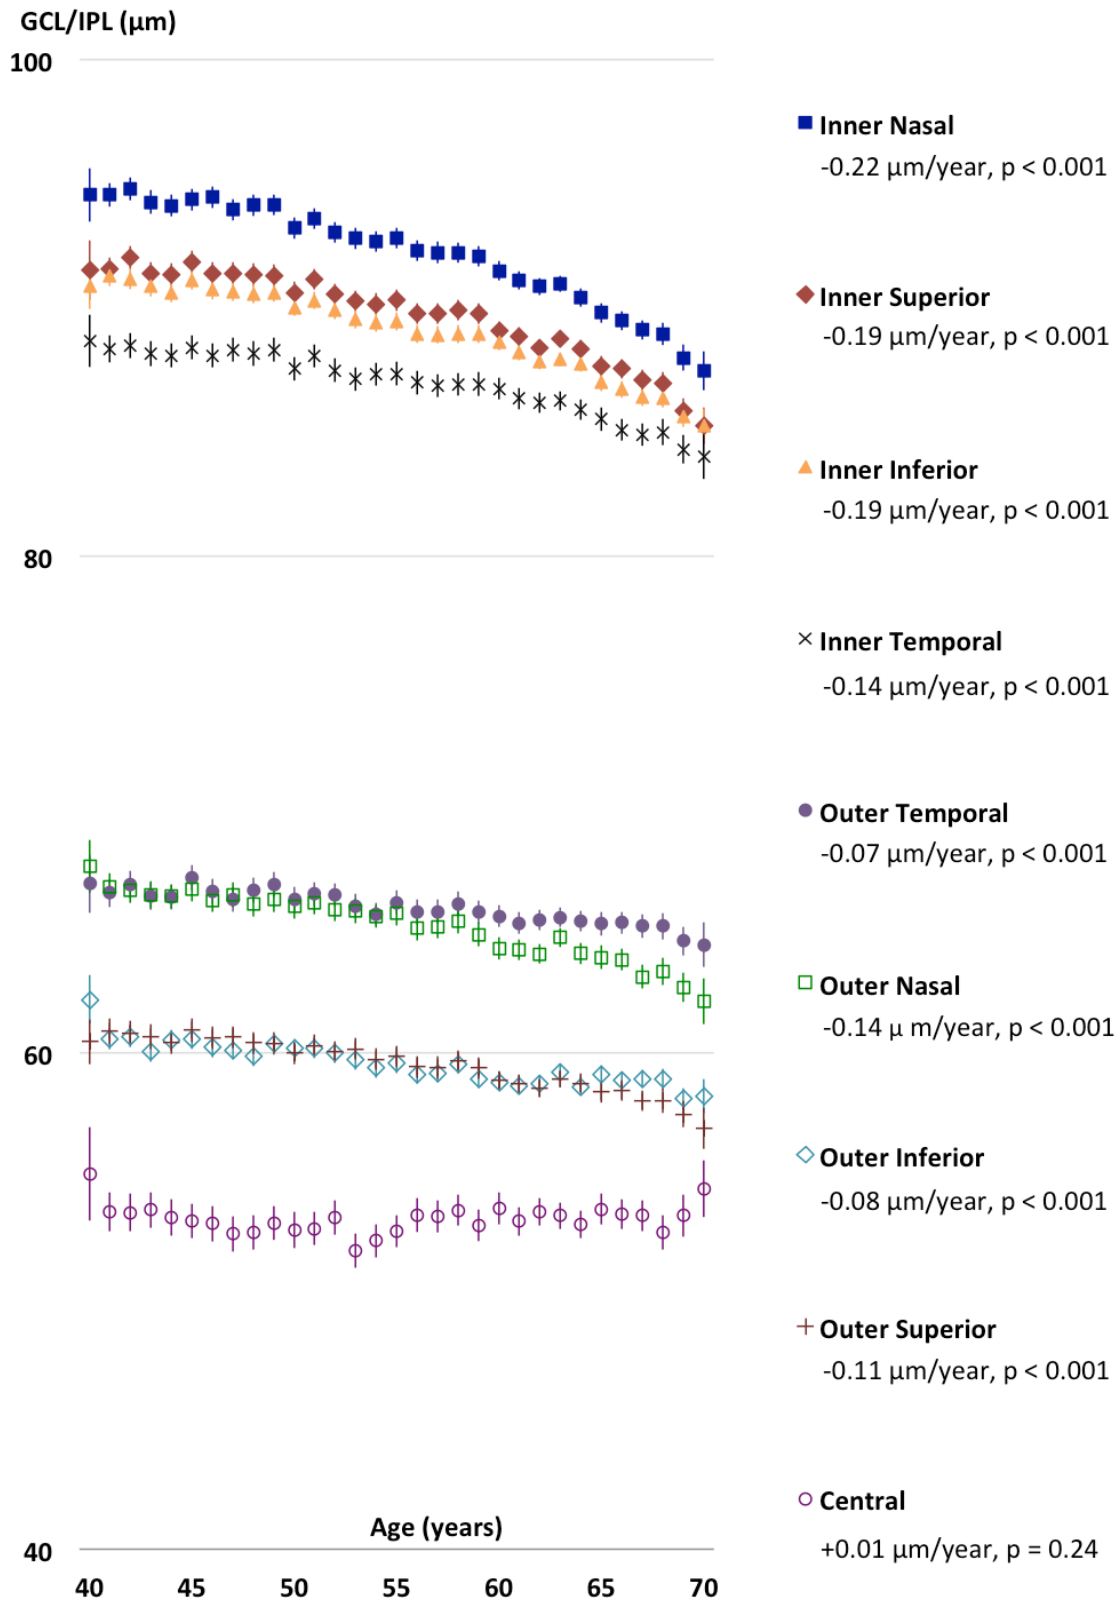 GCL/IPL (µm)
100
80
60
40
Age (years)
40 45 50 55 60 65 70
Inner Nasal
-0.22 µm/year, p < 0.001
Inner Superior
-0.19 µm/year, p < 0.001
Inner Inferior
-0.19 µm/year, p < 0.001
Inner Temporal
-0.14 µm/year, p < 0.001
Outer Temporal
-0.07 µm/year, p < 0.001
Outer Nasal
-0.14 µ m/year, p < 0.001
Outer Inferior
-0.08 µm/year, p < 0.001
Outer Superior
-0.11 µm/year, p < 0.001
Central
+0.01 µm/year, p = 0.24